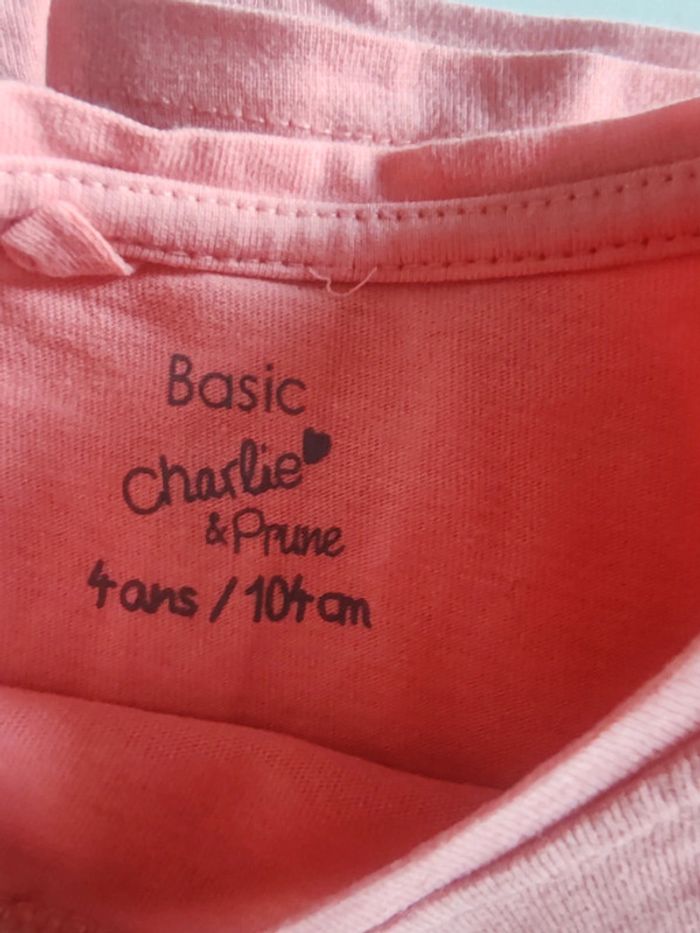 Basic
Charlie
& Prune
4 ans / 104 cm